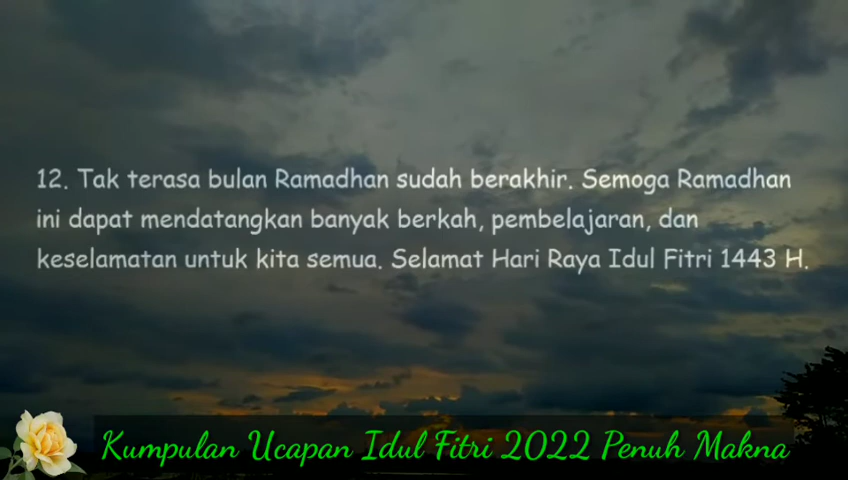 12. Tak terasa bulan Ramadhan sudah berakhir. Semoga Ramadhan
ini dapat mendatangkan banyak berkah, pembelajaran, dan
keselamatan untuk kita semua. Selamat Hari Raya Idul Fitri 1443 H.
Kumpulan Ucapan Idul Fitri 2022 Penuh Makna